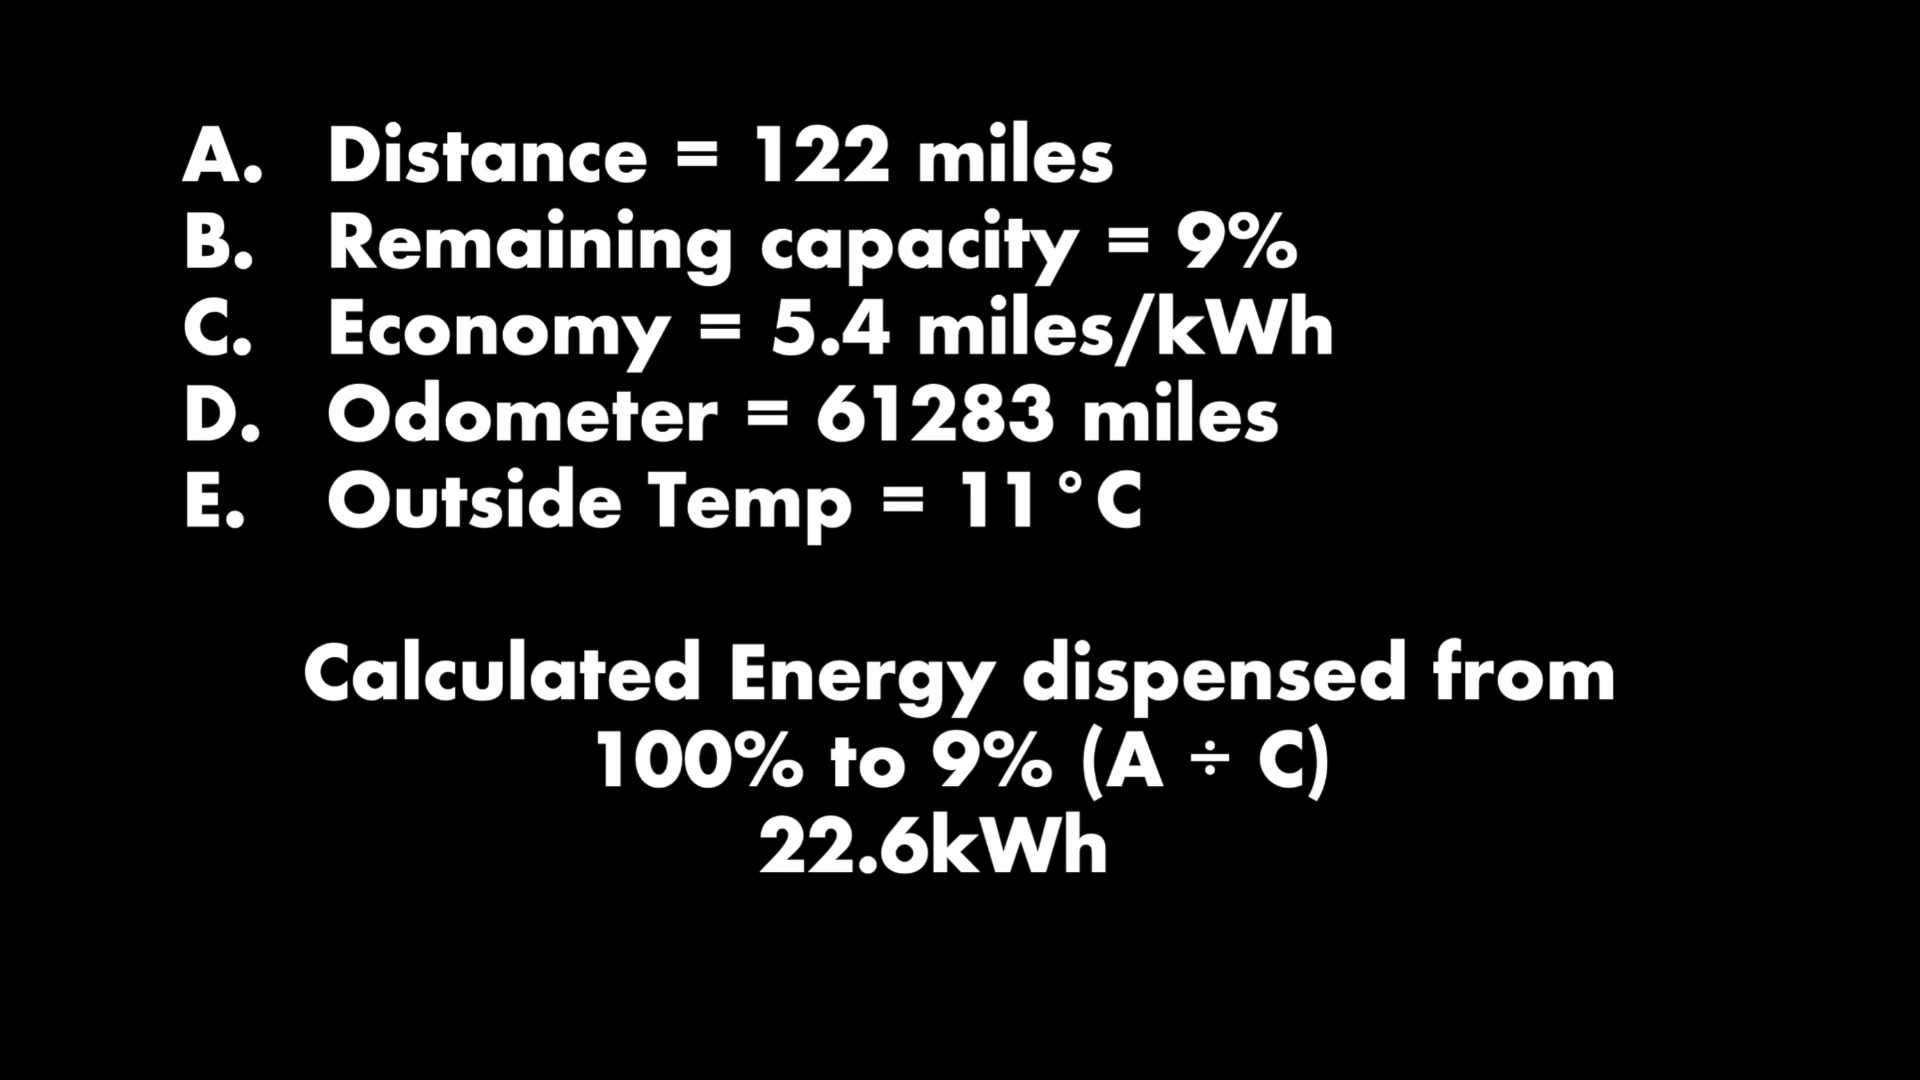 A. Distance = 122 miles
B. Remaining capacity = 9%
C. Economy = 5.4 miles/kWh
D. Odometer = 61283 miles
E. Outside Temp = 11°C
Calculated Energy dispensed from
100% to 9% (A ÷ C)
22.6kWh